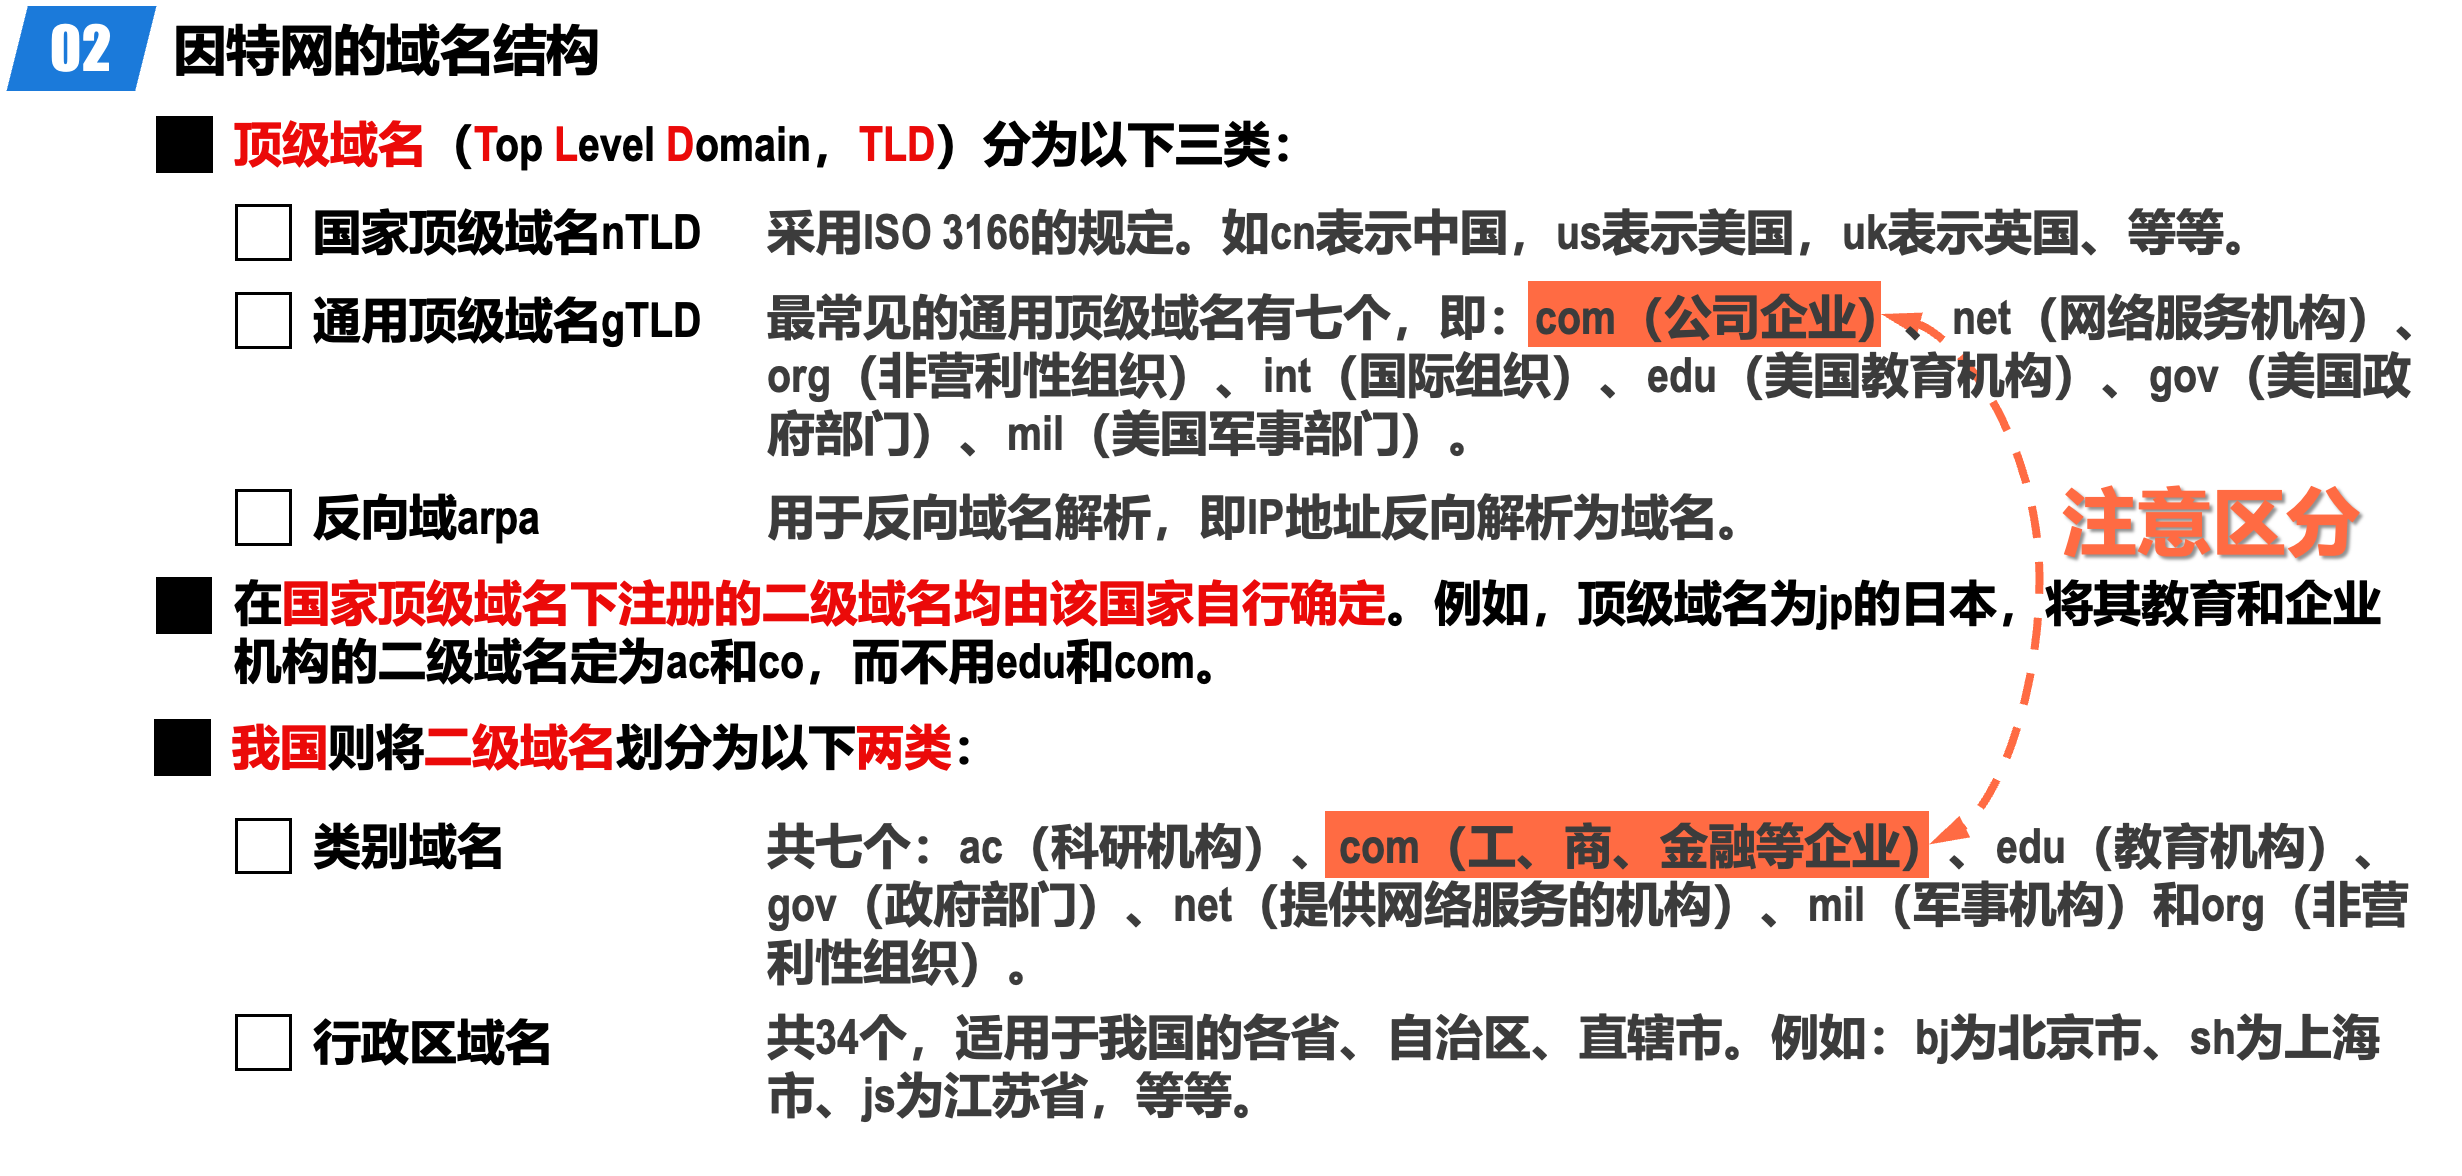 02 因特网的域名结构
顶级域名（Top Level Domain，TLD）分为以下三类：
国家顶级域名nTLD 采用ISO 3166的规定。如cn表示中国，us表示美国，uk表示英国、等等。
通用顶级域名gTLD 最常见的通用顶级域名有七个，即：com（公司企业）、net（网络服务机构）、
org（非营利性组织）、int（国际组织）、edu（美国教育机构）、gov（美国政
府部门）、mil（美国军事部门）。
反向域arpa 用于反向域名解析，即IP地址反向解析为域名。
注意区分
在国家顶级域名下注册的二级域名均由该国家自行确定。例如，顶级域名为jp的日本，将其教育和企业
机构的二级域名定为ac和co，而不用edu和com。
我国则将二级域名划分为以下两类：
类别域名 共七个：ac（科研机构）、com（工、商、金融等企业）、edu（教育机构）、
gov（政府部门）、net（提供网络服务的机构）、mil（军事机构）和org（非营
利性组织）。
行政区域名 共34个，适用于我国的各省、自治区、直辖市。例如：bj为北京市、sh为上海
市、js为江苏省，等等。